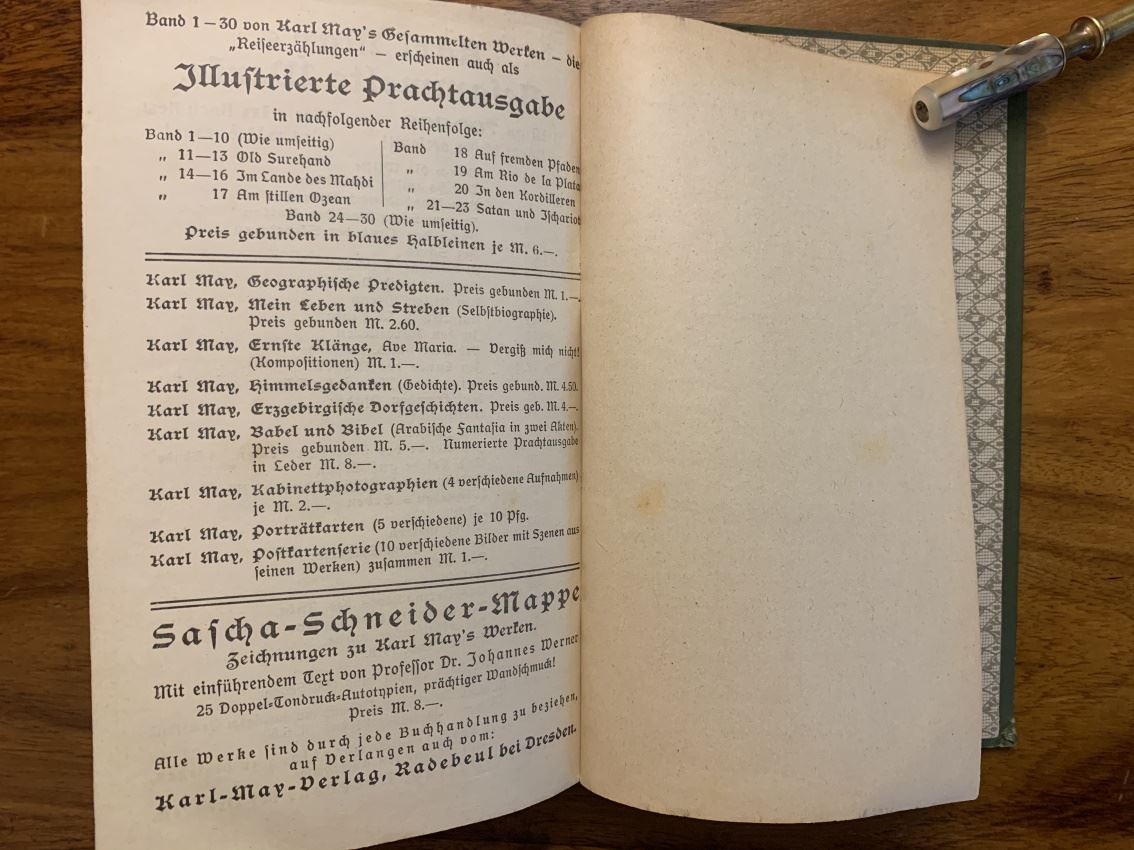 Band 1–30 von Karl May's Gesammelten Werken – die
„Reiseerzählungen“ – erscheinen auch als
Illustrierte Prachtausgabe
in nachfolgender Reihenfolge:
Band 1—10 (Wie umseitig)
„ 11—13 Old Surehand
„ 14—16 Im Lande des Mahdi
„ 17 Am stillen Ozean
Band 18 Auf fremden Pfaden
„ 19 Am Rio de la Plata
„ 20 In den Kordilleren
„ 21—23 Satan und Ischariot
Band 24—30 (Wie umseitig).
Preis gebunden in blaues Halbleinen je M. 6.—.
Karl May, Geographische Predigten. Preis gebunden M. 1.—.
Karl May, Mein Leben und Streben (Selbstbiographie).
Preis gebunden M. 2.60.
Karl May, Ernste Klänge, Ave Maria. — Vergiß mich nicht!
(Kompositionen) M. 1.—.
Karl May, Himmelsgedanken (Gedichte). Preis gebund. M. 4.50.
Karl May, Erzgebirgische Dorfgeschichten. Preis geb. M. 4.—.
Karl May, Babel und Bibel (Arabische Fantasia in zwei Akten).
Preis gebunden M. 5.—. Numerierte Prachtausgabe
in Leder M. 8.—.
Karl May, Kabinettphotographien (4 verschiedene Aufnahmen)
je M. 2.—.
Karl May, Porträtkarten (5 verschiedene) je 10 Pfg.
Karl May, Postkartenserie (10 verschiedene Bilder mit Szenen aus
seinen Werken) zusammen M. 1.—.
Sascha-Schneider-Mappe
Zeichnungen zu Karl May's Werken.
Mit einführendem Text von Professor Dr. Johannes Werner
25 Doppel-Tondruck-Autotypien, prächtiger Wandschmuck!
Preis M. 8.—.
Alle Werke sind durch jede Buchhandlung zu beziehen,
auf Verlangen auch vom:
Karl-May-Verlag, Radebeul bei Dresden.